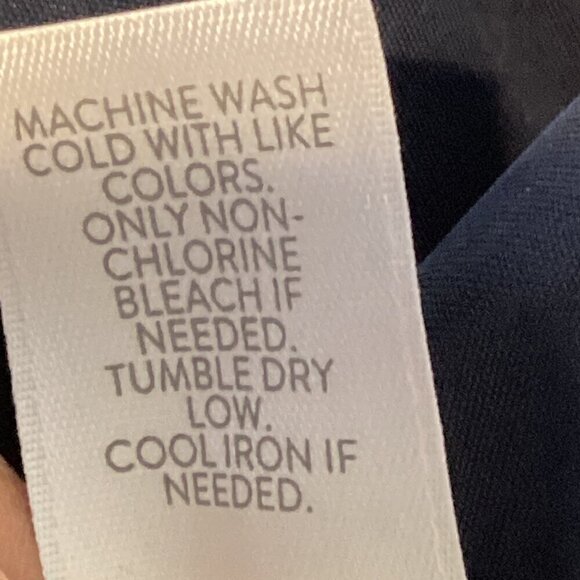 MACHINE WASH
COLD WITH LIKE
COLORS.
ONLY NON-
CHLORINE
BLEACH IF
NEEDED.
TUMBLE DRY
LOW.
COOL IRON IF
NEEDED.